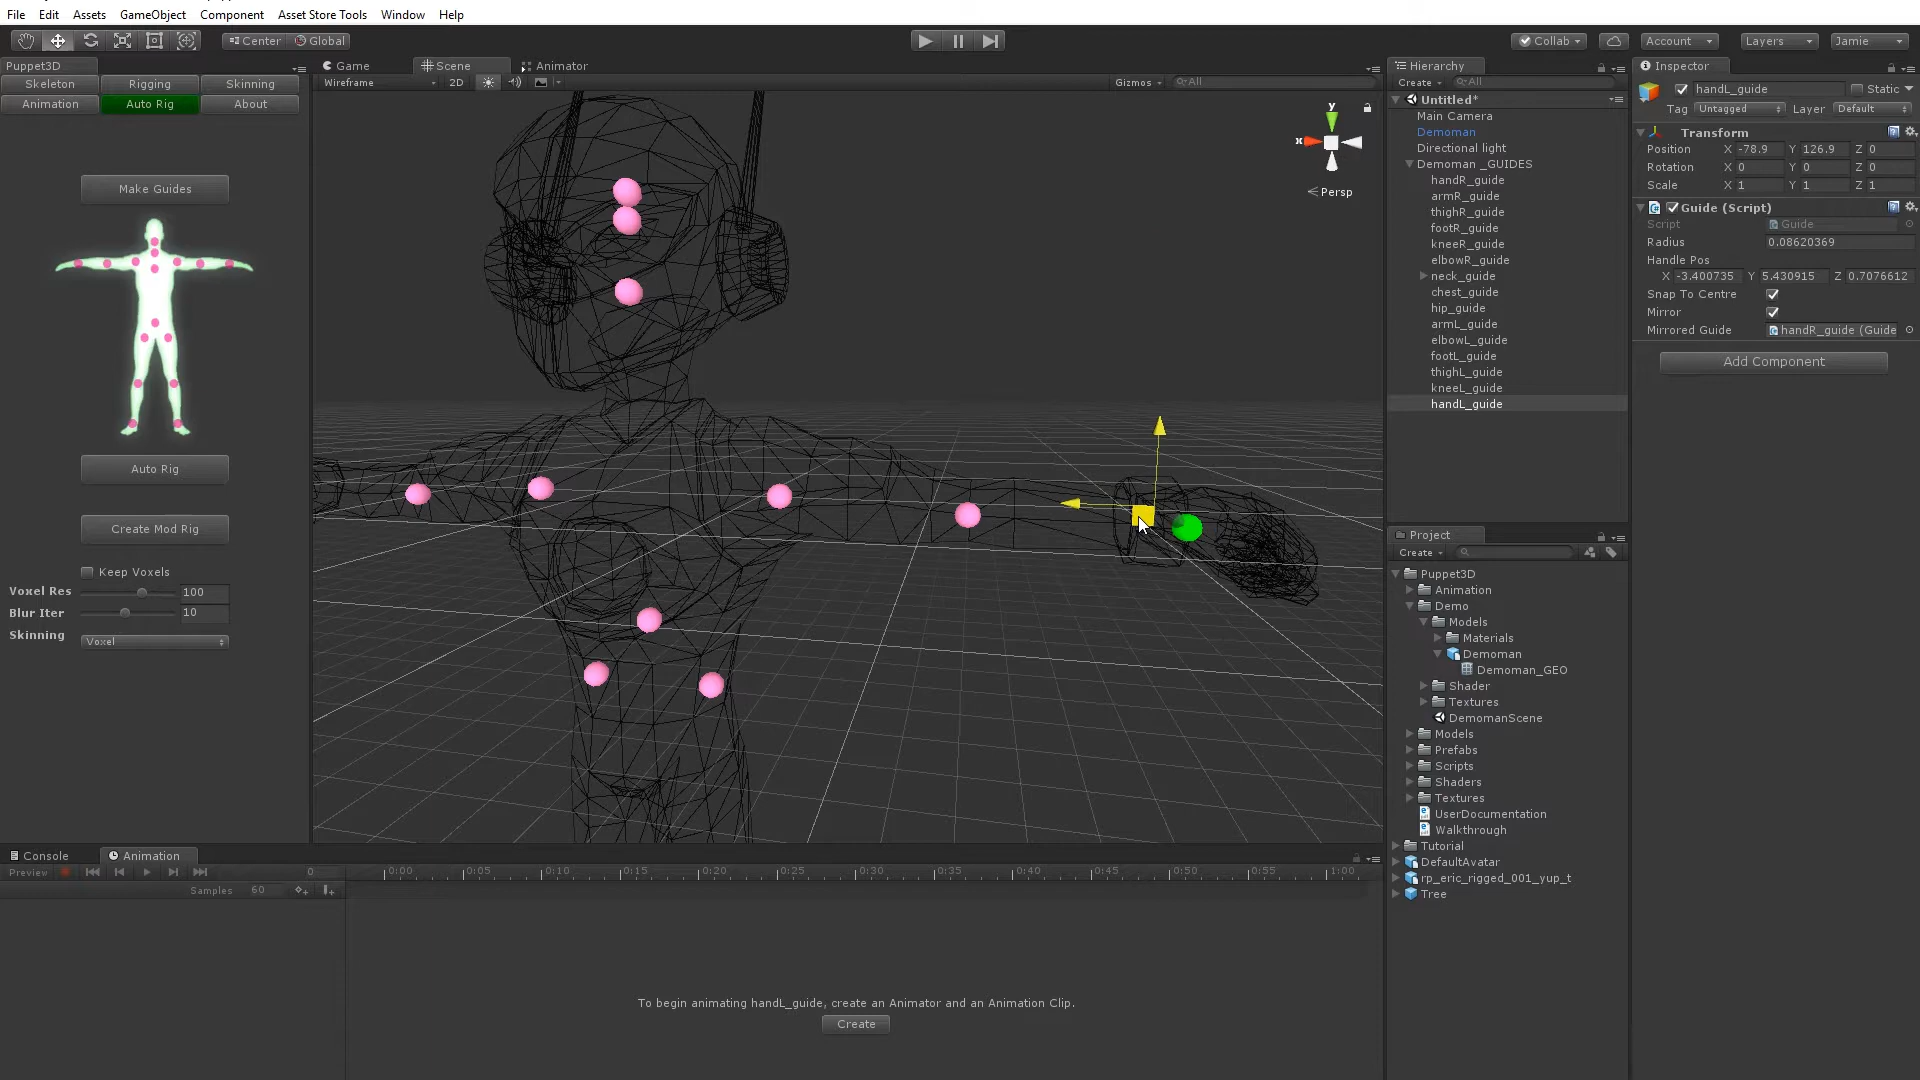 File Edit Assets GameObject Component Asset Store Tools Window Help
Center Global
Collab Account Layers Jamie
Puppet3D
Skeleton Rigging Skinning
Animation Auto Rig About
Make Guides
Auto Rig
Create Mod Rig
Keep Voxels
Voxel Res 100
Blur Iter 10
Skinning Voxel
Game Scene Animator
Wireframe 2D Gizmos All
y
x
Persp
Hierarchy
Create All
Untitled*
Main Camera
Demoman
Directional light
Demoman _GUIDES
handR_guide
armR_guide
thighR_guide
footR_guide
kneeR_guide
elbowR_guide
neck_guide
chest_guide
hip_guide
armL_guide
elbowL_guide
footL_guide
thighL_guide
kneeL_guide
handL_guide
Project
Create
Puppet3D
Animation
Demo
Models
Materials
Demoman
Demoman_GEO
Shader
Textures
DemomanScene
Models
Prefabs
Scripts
Shaders
Textures
UserDocumentation
Walkthrough
Tutorial
DefaultAvatar
rp_eric_rigged_001_yup_t
Tree
Inspector
handL_guide Static
Tag Untagged Layer Default
Transform
Position X -78.9 Y 126.9 Z 0
Rotation X 0 Y 0 Z 0
Scale X 1 Y 1 Z 1
Guide (Script)
Script Guide
Radius 0.08620369
Handle Pos
X -3.400735 Y 5.430915 Z 0.7076612
Snap To Centre
Mirror
Mirrored Guide handR_guide (Guide
Add Component
Console Animation
Preview 0 0:00 0:05 0:10 0:15 0:20 0:25 0:30 0:35 0:40 0:45 0:50 0:55 1:00
Samples 60
To begin animating handL_guide, create an Animator and an Animation Clip.
Create